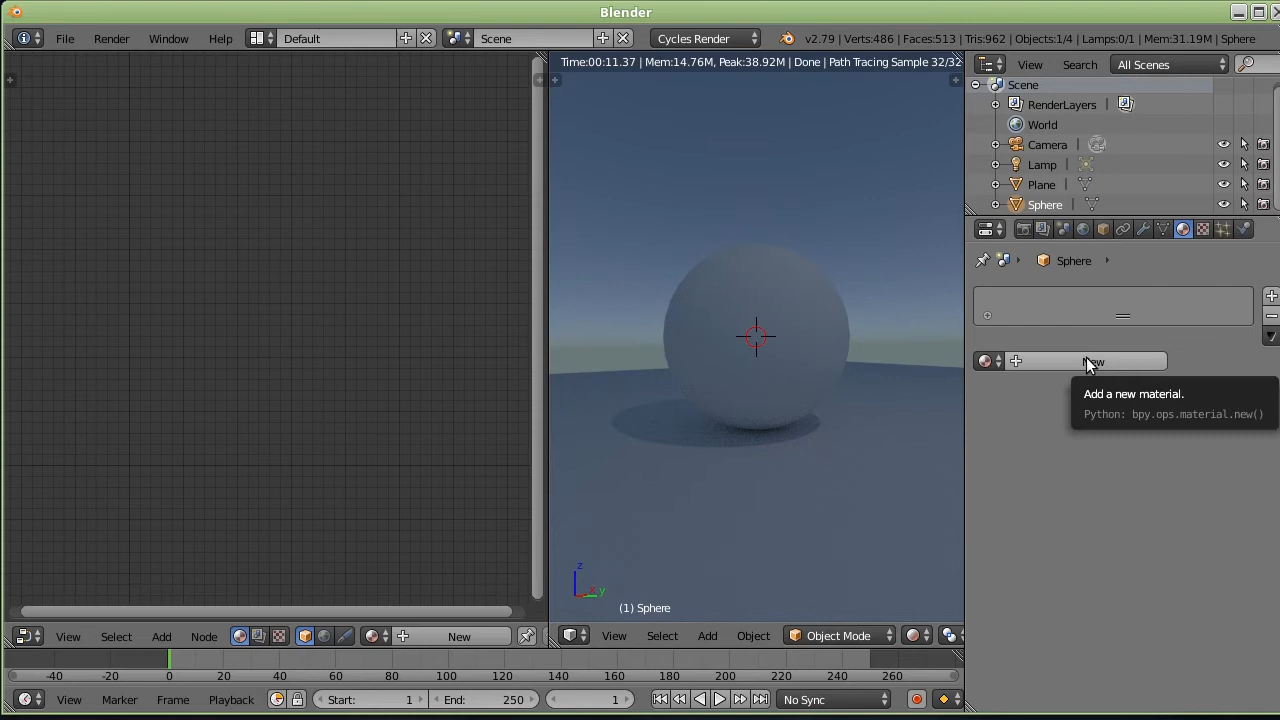 Blender
File Render Window Help Default Scene Cycles Render v2.79 | Verts:486 | Faces:513 | Tris:962 | Objects:1/4 | Lamps:0/1 | Mem:31.19M | Sphere
Time:00:11.37 | Mem:14.76M, Peak:38.92M | Done | Path Tracing Sample 32/32
View Search All Scenes
Scene
RenderLayers
World
Camera
Lamp
Plane
Sphere
Sphere
New
Add a new material.
Python: bpy.ops.material.new()
z
x y
(1) Sphere
View Select Add Node New
View Select Add Object Object Mode
-40 -20 0 20 40 60 80 100 120 140 160 180 200 220 240 260
View Marker Frame Playback Start: 1 End: 250 1 No Sync